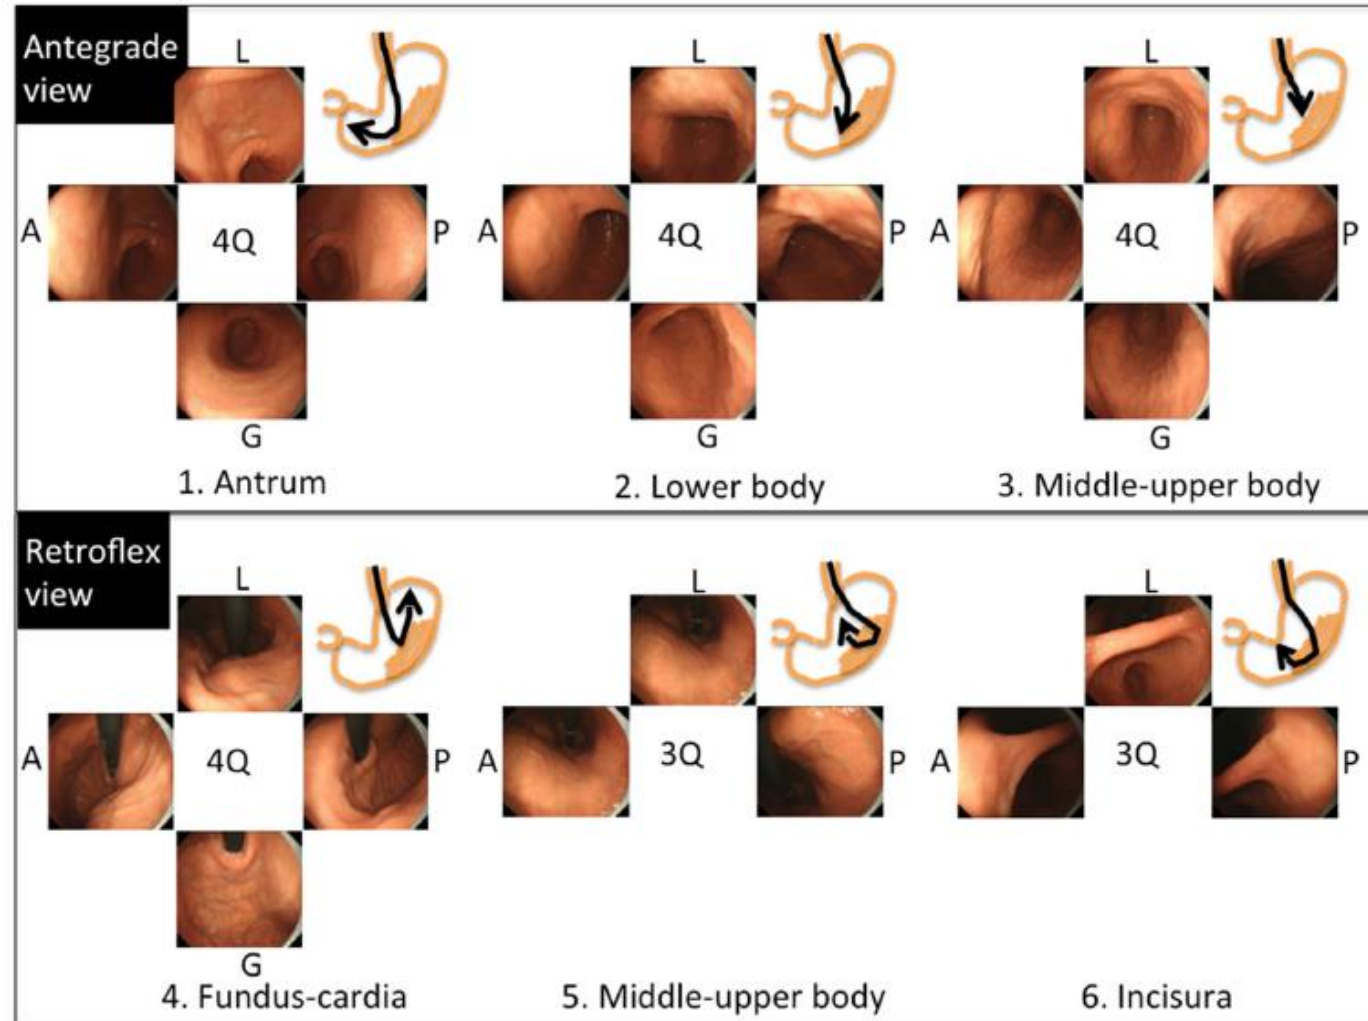 Antegrade
view
L
L
L
A
4Q
P
A
4Q
P
A
4Q
P
G
G
G
1. Antrum
2. Lower body
3. Middle-upper body
Retroflex
view
L
L
L
A
4Q
P
A
3Q
P
A
3Q
P
G
4. Fundus-cardia
5. Middle-upper body
6. Incisura